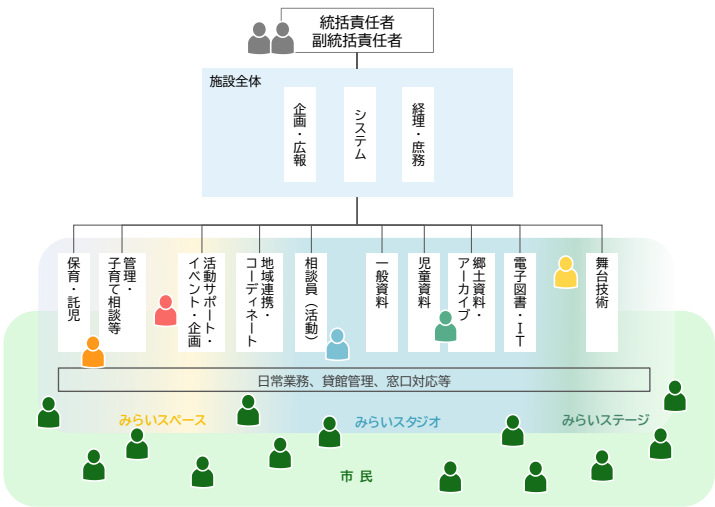 統括責任者
副統括責任者
施設全体
企画・広報
システム
経理・庶務
保育・託児
管理・
子育て相談等
活動サポート・
イベント・企画
地域連携・
コーディネート
相談員（活動）
一般資料
児童資料
郷土資料・
アーカイブ
電子図書・IT
舞台技術
日常業務、貸館管理、窓口対応等
みらいスペース
みらいスタジオ
みらいステージ
市民